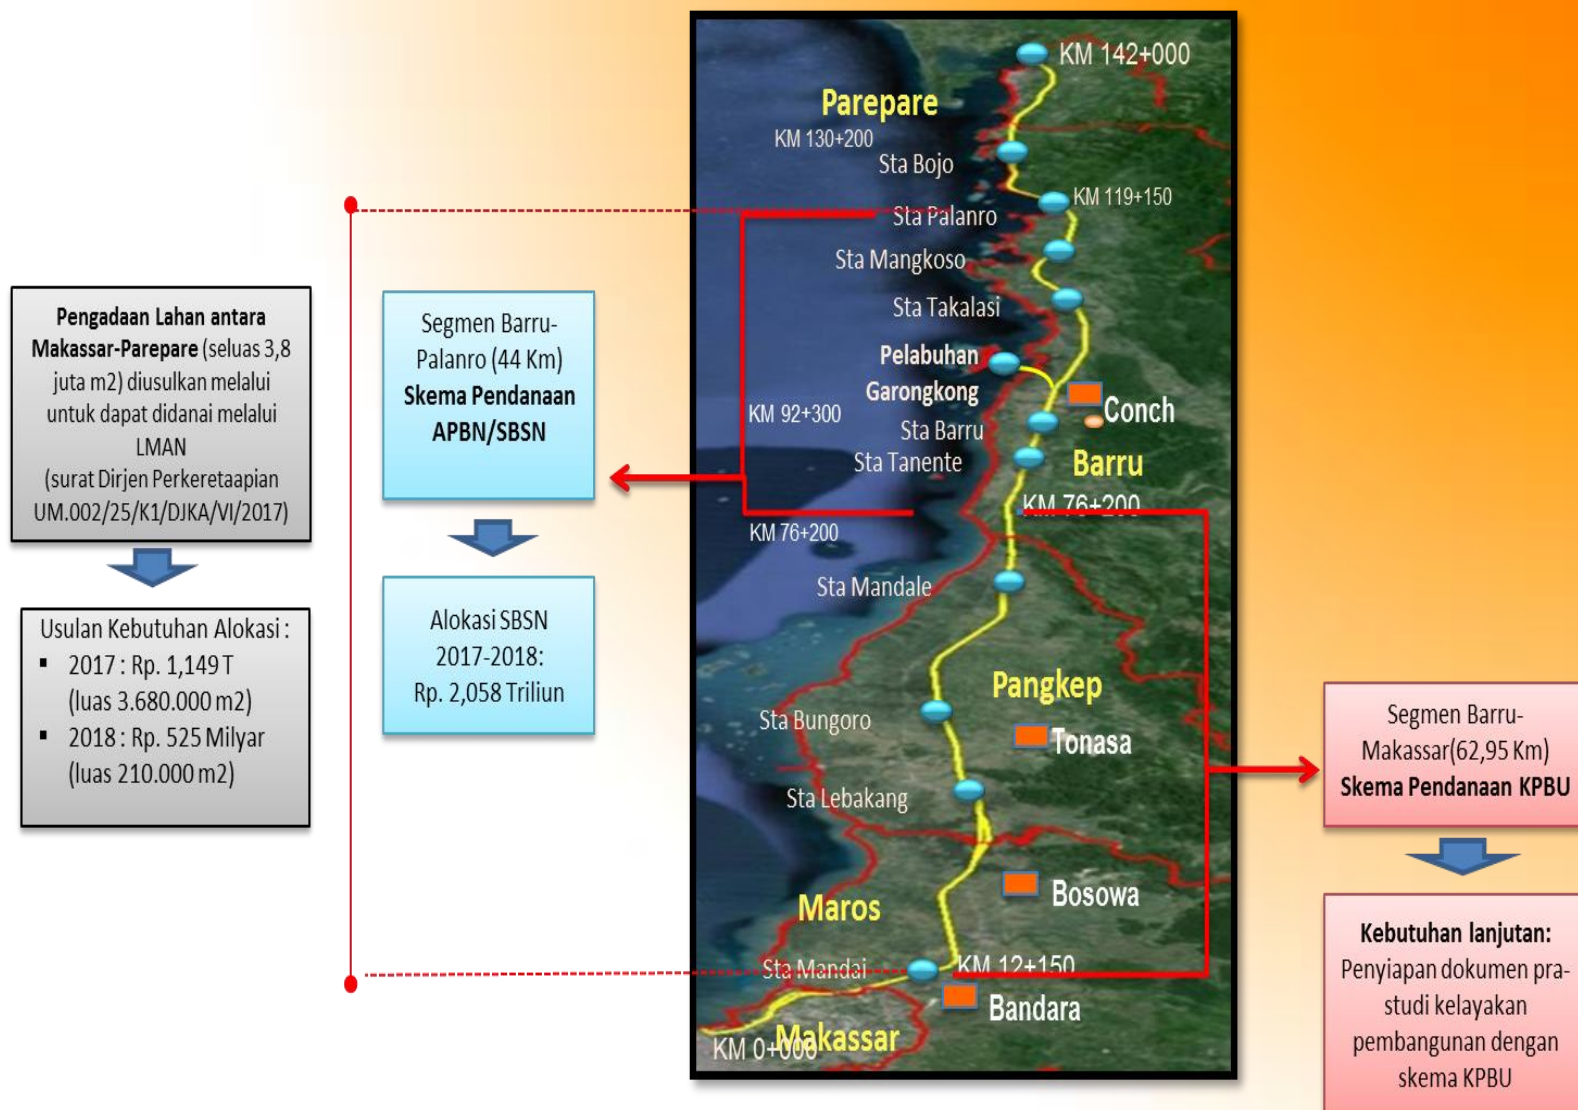 Pengadaan Lahan antara
Makassar-Parepare (seluas 3,8
juta m2) diusulkan melalui
untuk dapat didanai melalui
LMAN
(surat Dirjen Perkeretaapian
UM.002/25/K1/DJKA/VI/2017)
Usulan Kebutuhan Alokasi :
▪ 2017 : Rp. 1,149 T
(luas 3.680.000 m2)
▪ 2018 : Rp. 525 Milyar
(luas 210.000 m2)
Segmen Barru-
Palanro (44 Km)
Skema Pendanaan
APBN/SBSN
Alokasi SBSN
2017-2018:
Rp. 2,058 Triliun
KM 142+000
Parepare
KM 130+200
Sta Bojo
KM 119+150
Sta Palanro
Sta Mangkoso
Sta Takalasi
Pelabuhan
Garongkong
Conch
KM 92+300
Sta Barru
Sta Tanente
Barru
KM 76+200
KM 76+200
Sta Mandale
Pangkep
Sta Bungoro
Tonasa
Sta Lebakang
Bosowa
Maros
Sta Mandai
KM 12+150
Bandara
Makassar
KM 0+000
Segmen Barru-
Makassar(62,95 Km)
Skema Pendanaan KPBU
Kebutuhan lanjutan:
Penyiapan dokumen pra-
studi kelayakan
pembangunan dengan
skema KPBU